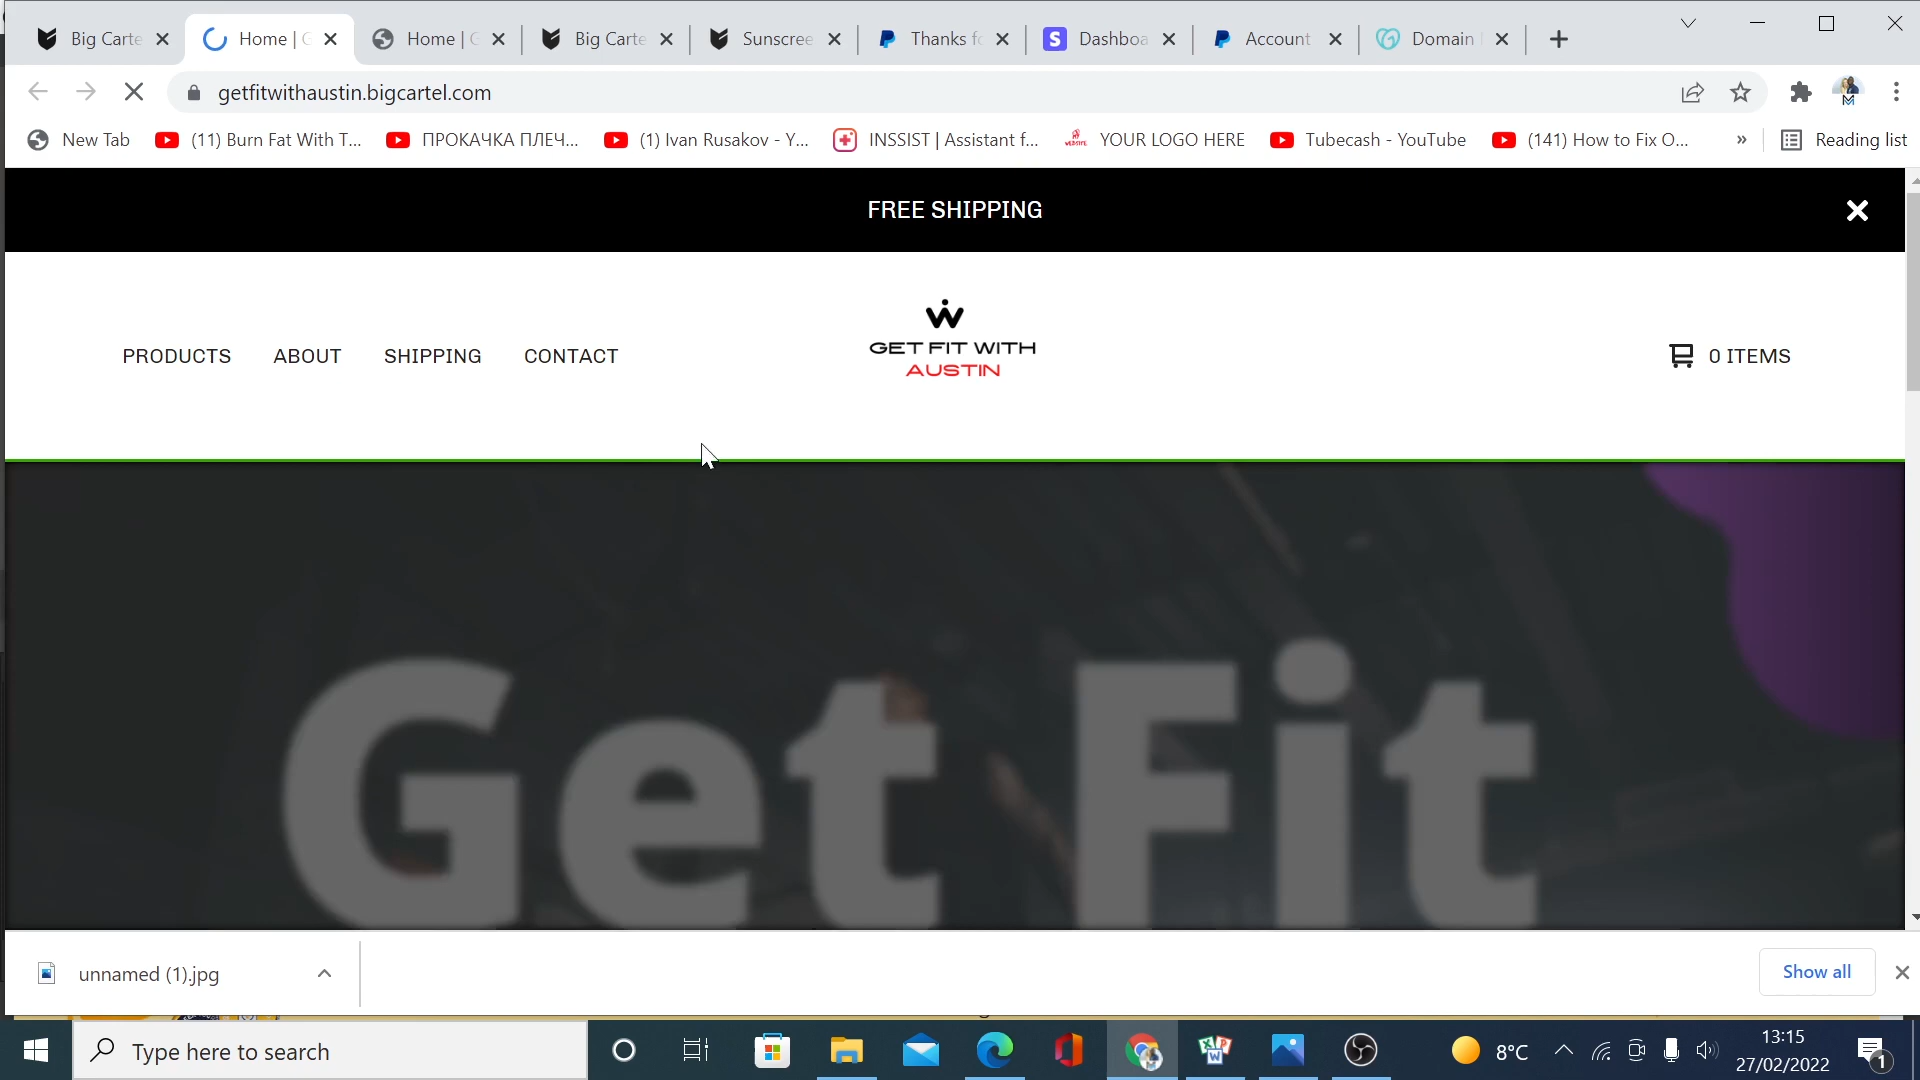 Big Carte
Home | G
Home | G
Big Carte
Sunscree
Thanks fo
Dashboa
Account
Domain
getfitwithaustin.bigcartel.com
New Tab
(11) Burn Fat With T...
ПРОКАЧКА ПЛЕЧ...
(1) Ivan Rusakov - Y...
INSSIST | Assistant f...
YOUR LOGO HERE
Tubecash - YouTube
(141) How to Fix O...
»
Reading list
FREE SHIPPING
PRODUCTS
ABOUT
SHIPPING
CONTACT
GET FIT WITH
AUSTIN
0 ITEMS
Get Fit
unnamed (1).jpg
Show all
Type here to search
8°C
13:15
27/02/2022
1